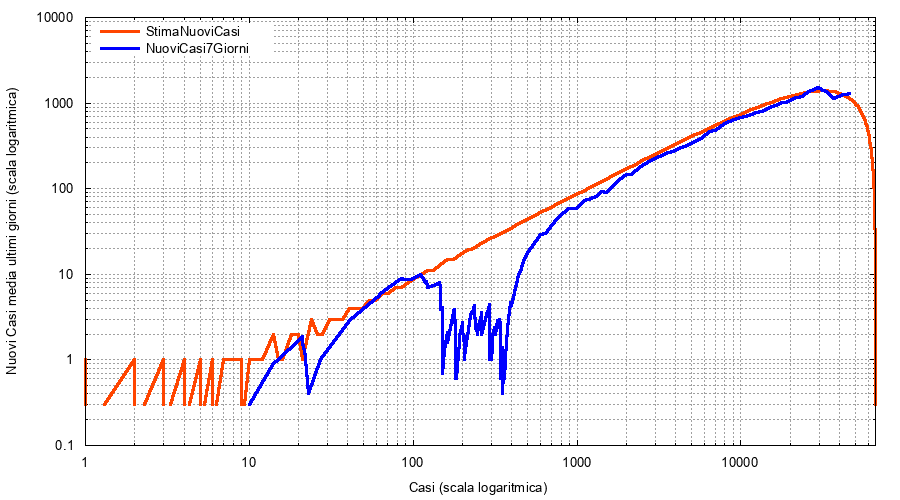 10000
StimaNuoviCasi
NuoviCasi7Giorni
1000
100
10
1
0.1
Nuovi Casi media ultimi giorni (scala logaritmica)
1 10 100 1000 10000
Casi (scala logaritmica)